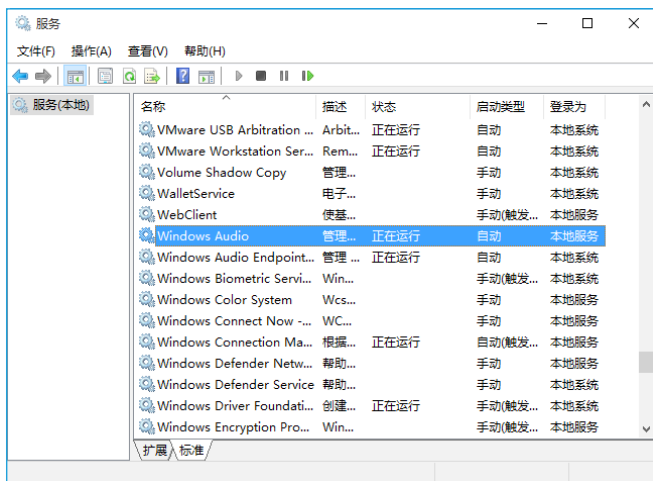 服务
文件(F) 操作(A) 查看(V) 帮助(H)
服务(本地)
名称 描述 状态 启动类型 登录为
VMware USB Arbitration ... Arbit... 正在运行 自动 本地系统
VMware Workstation Ser... Rem... 正在运行 自动 本地系统
Volume Shadow Copy 管理... 手动 本地系统
WalletService 电子... 手动 本地系统
WebClient 使基... 手动(触发... 本地服务
Windows Audio 管理... 正在运行 自动 本地服务
Windows Audio Endpoint... 管理 ... 正在运行 自动 本地系统
Windows Biometric Servi... Win... 手动(触发... 本地系统
Windows Color System Wcs... 手动 本地服务
Windows Connect Now -... WC... 手动 本地服务
Windows Connection Ma... 根据... 正在运行 自动(触发... 本地服务
Windows Defender Netw... 帮助... 手动 本地服务
Windows Defender Service 帮助... 手动 本地系统
Windows Driver Foundati... 创建... 正在运行 手动(触发... 本地系统
Windows Encryption Pro... Win... 手动(触发... 本地服务
扩展 标准